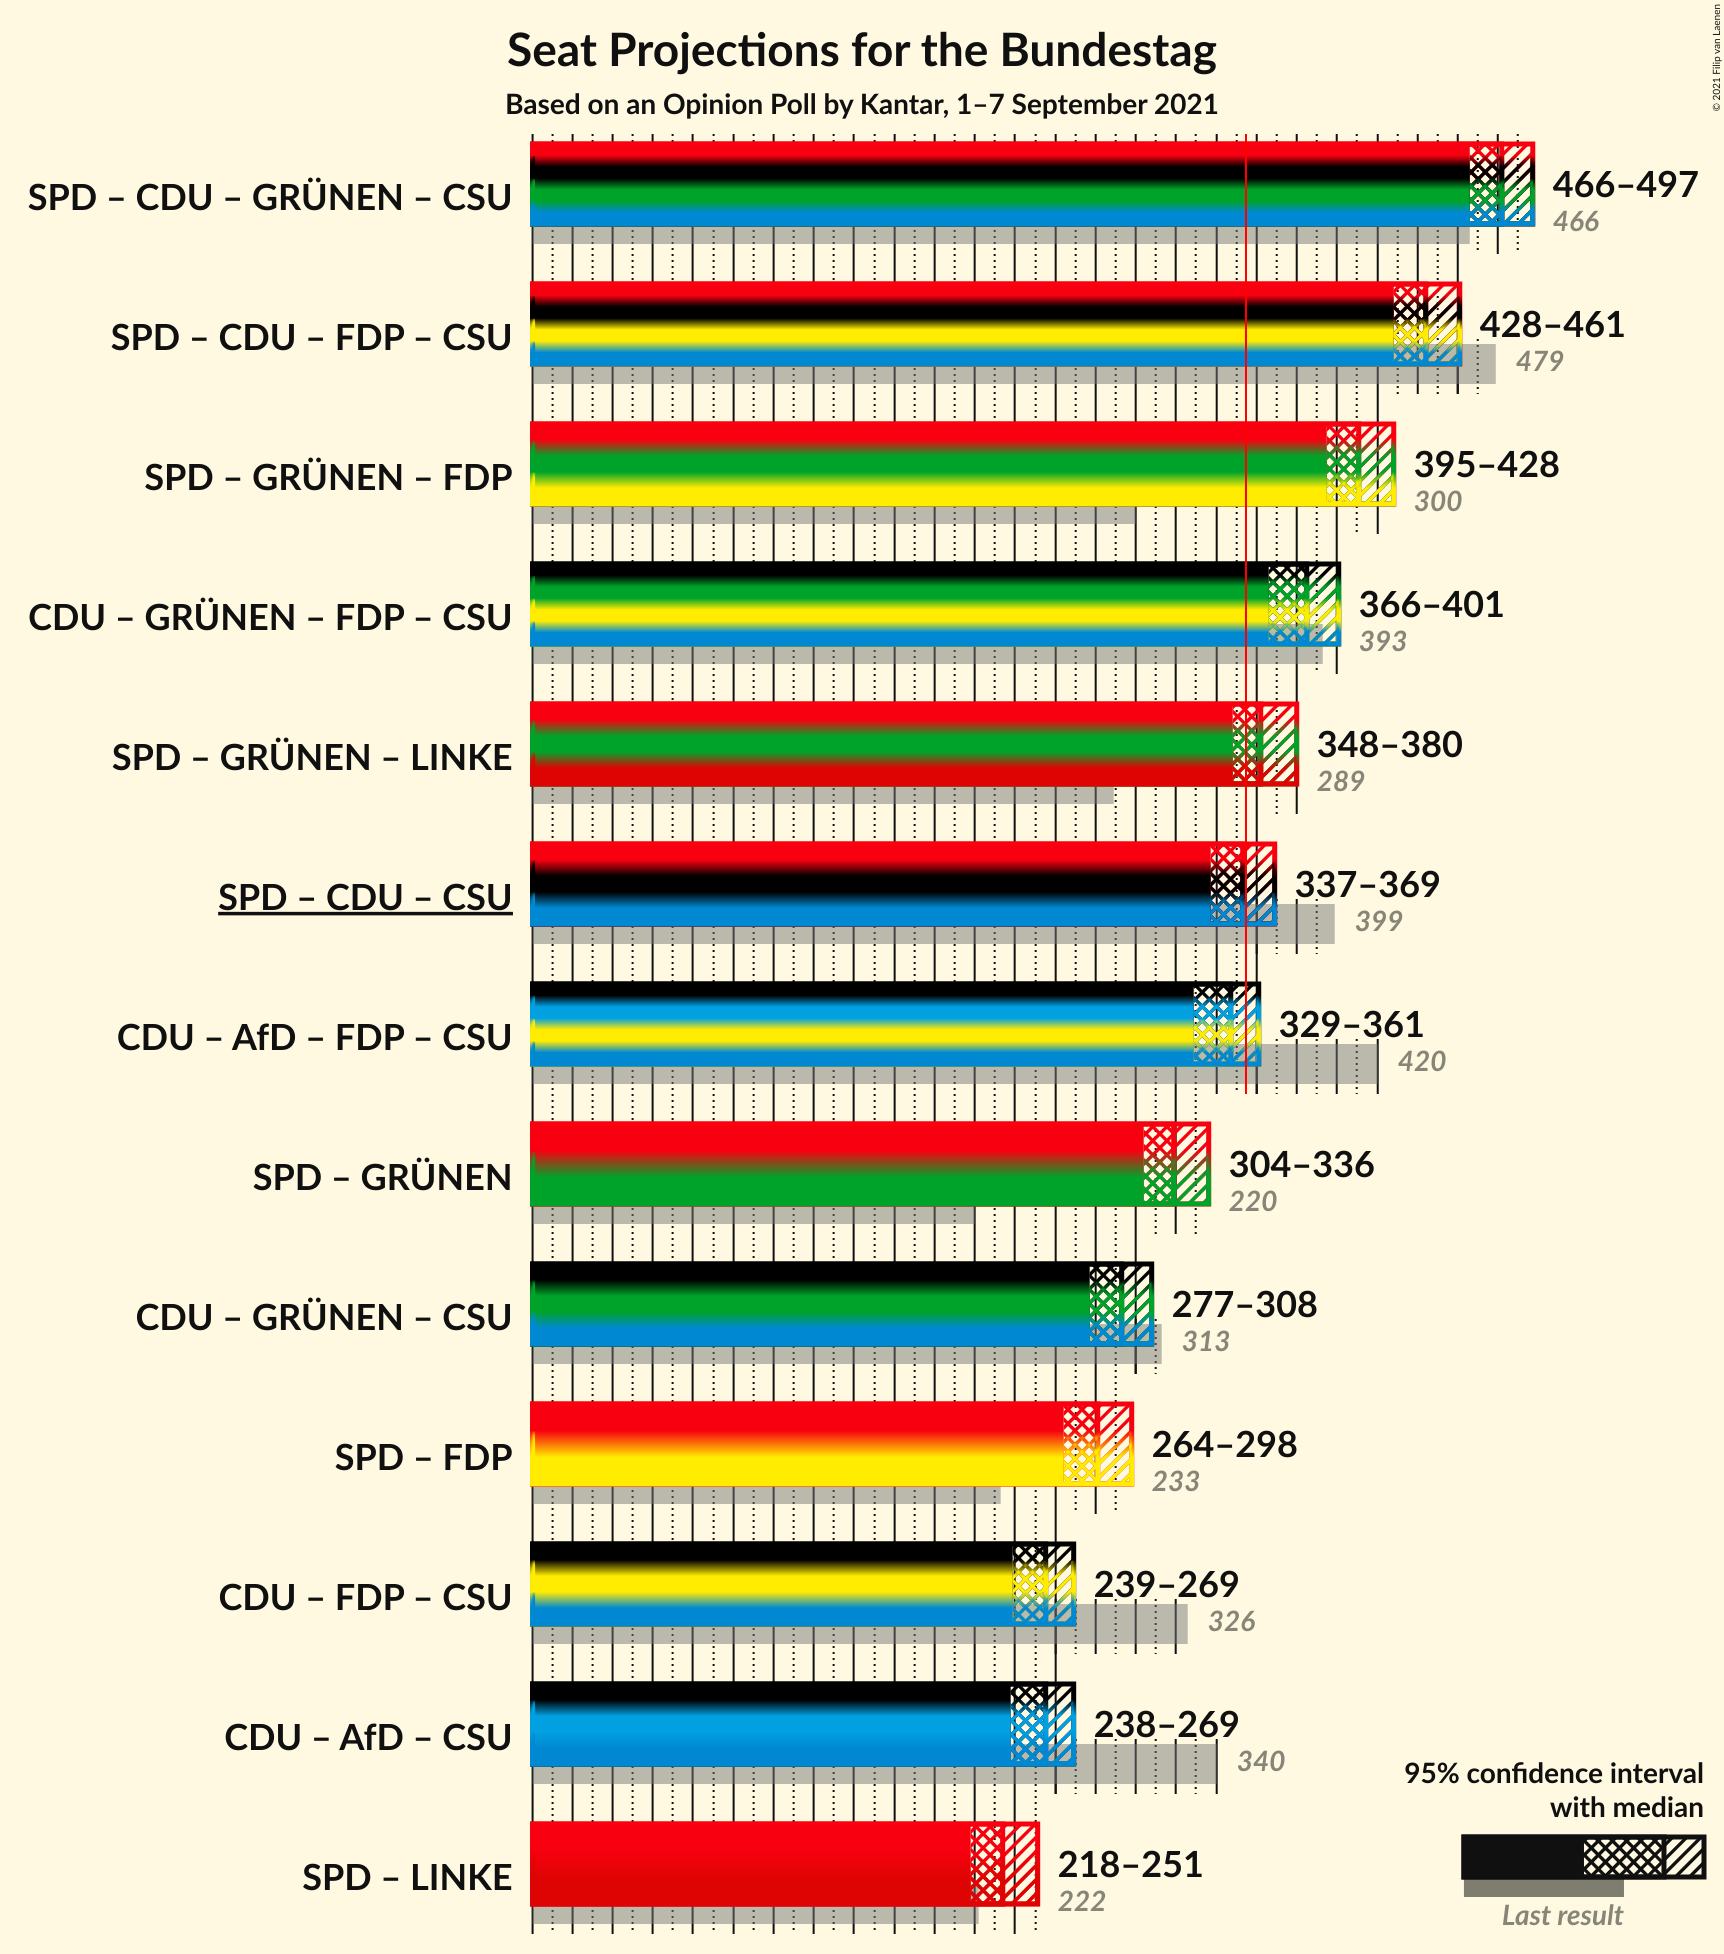 Seat Projections for the Bundestag
Based on an Opinion Poll by Kantar, 1–7 September 2021
© 2021 Filip van Laenen
SPD – CDU – GRÜNEN – CSU
466–497
466
SPD – CDU – FDP – CSU
428–461
479
SPD – GRÜNEN – FDP
395–428
300
CDU – GRÜNEN – FDP – CSU
366–401
393
SPD – GRÜNEN – LINKE
348–380
289
SPD – CDU – CSU
337–369
399
CDU – AfD – FDP – CSU
329–361
420
SPD – GRÜNEN
304–336
220
CDU – GRÜNEN – CSU
277–308
313
SPD – FDP
264–298
233
CDU – FDP – CSU
239–269
326
CDU – AfD – CSU
238–269
340
SPD – LINKE
218–251
222
95% confidence interval
with median
Last result